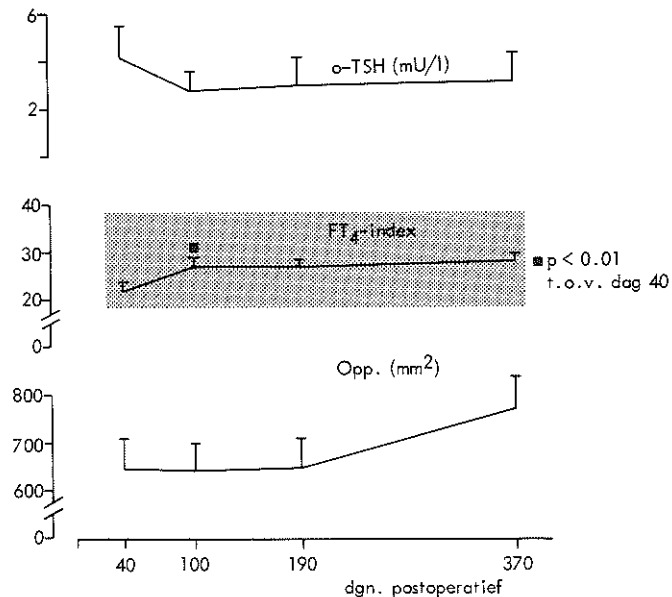 6
2
o-TSH (mU/l)
40
30
20
0
FT4-index
■ p < 0.01
t.o.v. dag 40
Opp. (mm²)
800
700
600
0
40 100 190 370
dgn. postoperatief